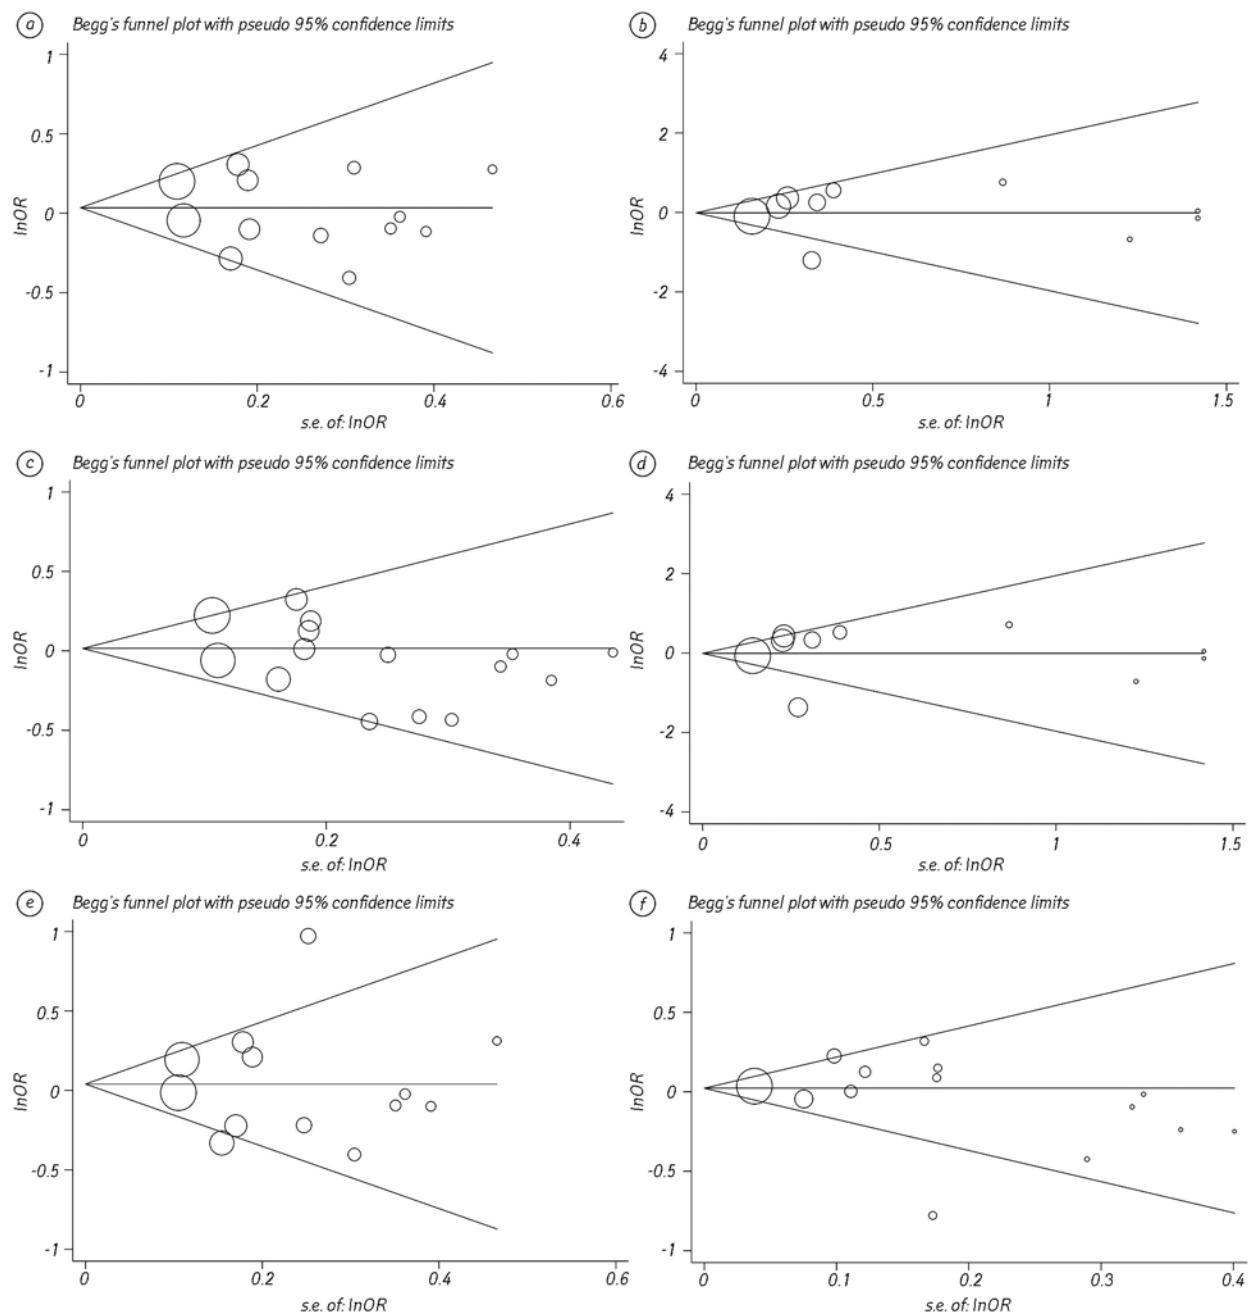 a Begg's funnel plot with pseudo 95% confidence limits
1
0.5
0
-0.5
-1
lnOR
0 0.2 0.4 0.6
s.e. of: lnOR
b Begg's funnel plot with pseudo 95% confidence limits
4
2
0
-2
-4
lnOR
0 0.5 1 1.5
s.e. of: lnOR
c Begg's funnel plot with pseudo 95% confidence limits
1
0.5
0
-0.5
-1
lnOR
0 0.2 0.4
s.e. of: lnOR
d Begg's funnel plot with pseudo 95% confidence limits
4
2
0
-2
-4
lnOR
0 0.5 1 1.5
s.e. of: lnOR
e Begg's funnel plot with pseudo 95% confidence limits
1
0.5
0
-0.5
-1
lnOR
0 0.2 0.4 0.6
s.e. of: lnOR
f Begg's funnel plot with pseudo 95% confidence limits
1
0.5
0
-0.5
-1
lnOR
0 0.1 0.2 0.3 0.4
s.e. of: lnOR